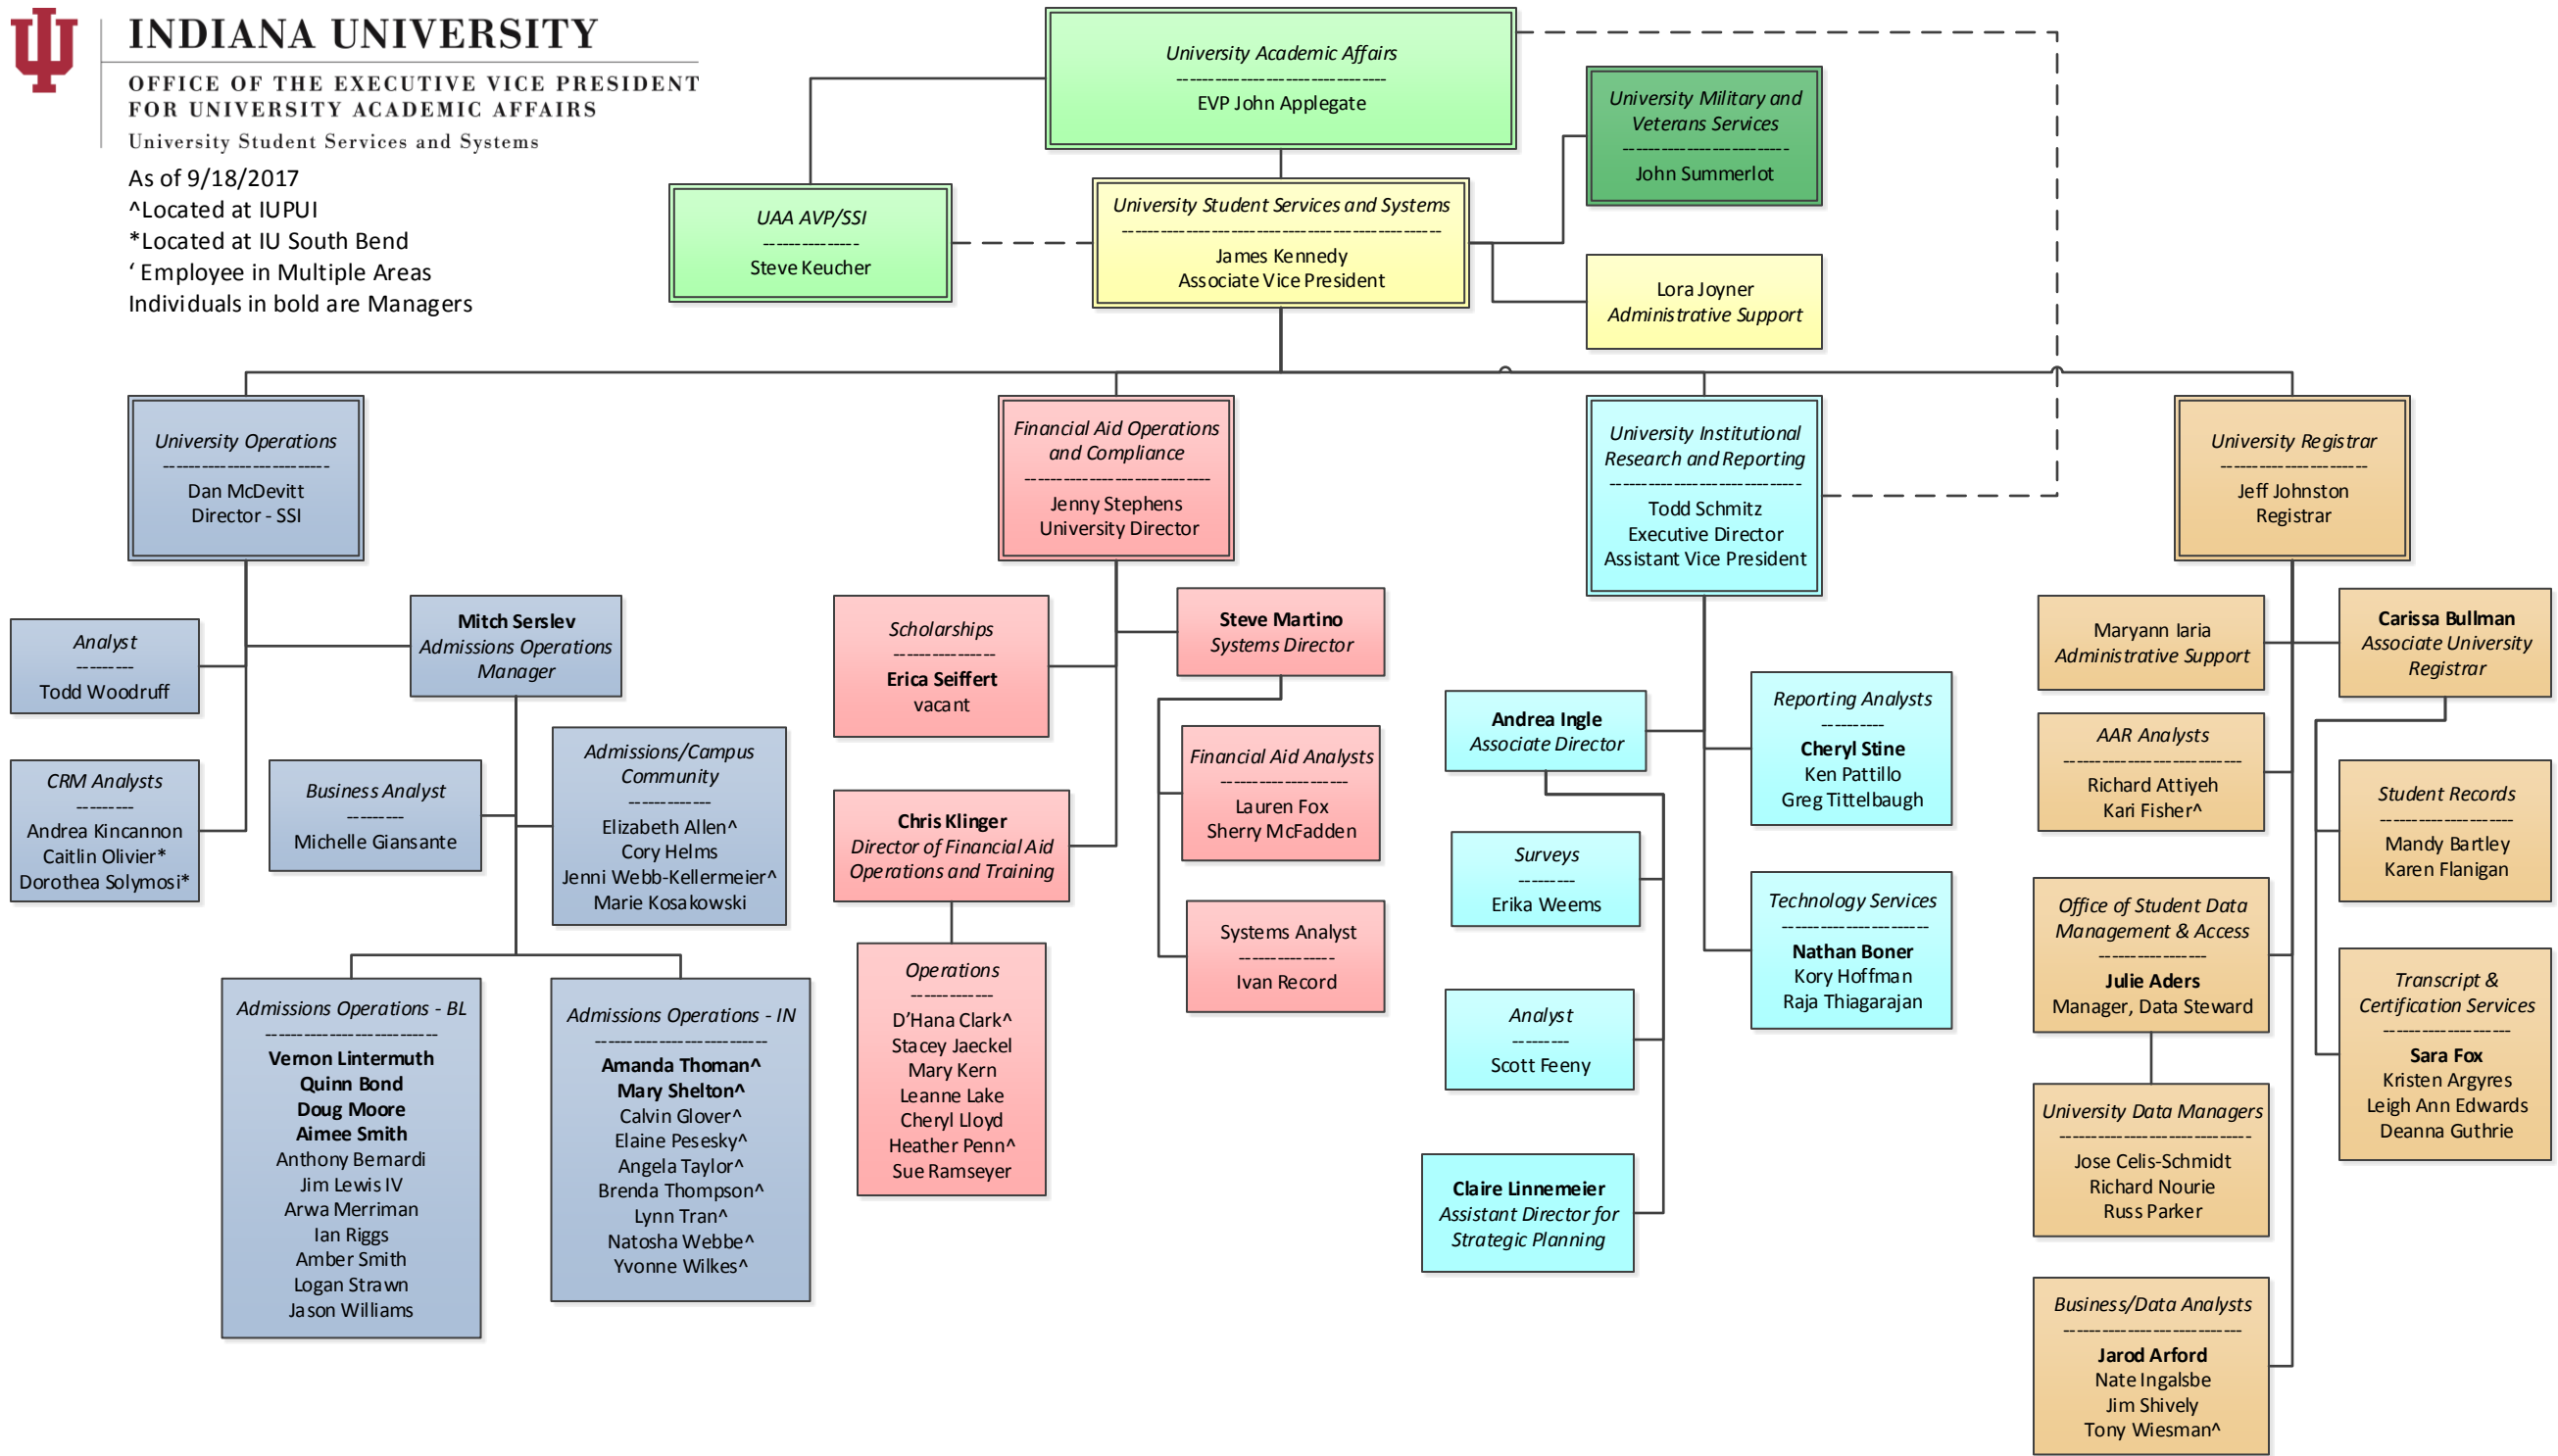 INDIANA UNIVERSITY
OFFICE OF THE EXECUTIVE VICE PRESIDENT
FOR UNIVERSITY ACADEMIC AFFAIRS
University Student Services and Systems
As of 9/18/2017
^Located at IUPUI
*Located at IU South Bend
‘ Employee in Multiple Areas
Individuals in bold are Managers
University Academic Affairs
EVP John Applegate
University Military and
Veterans Services
John Summerlot
UAA AVP/SSI
Steve Keucher
University Student Services and Systems
James Kennedy
Associate Vice President
Lora Joyner
Administrative Support
University Operations
Dan McDevitt
Director - SSI
Analyst
Todd Woodruff
Mitch Serslev
Admissions Operations
Manager
CRM Analysts
Andrea Kincannon
Caitlin Olivier*
Dorothea Solymosi*
Business Analyst
Michelle Giansante
Admissions/Campus
Community
Elizabeth Allen^
Cory Helms
Jenni Webb-Kellermeier^
Marie Kosakowski
Admissions Operations - BL
Vernon Lintermuth
Quinn Bond
Doug Moore
Aimee Smith
Anthony Bernardi
Jim Lewis IV
Arwa Merriman
Ian Riggs
Amber Smith
Logan Strawn
Jason Williams
Admissions Operations - IN
Amanda Thoman^
Mary Shelton^
Calvin Glover^
Elaine Pesesky^
Angela Taylor^
Brenda Thompson^
Lynn Tran^
Natosha Webbe^
Yvonne Wilkes^
Financial Aid Operations
and Compliance
Jenny Stephens
University Director
Scholarships
Erica Seiffert
vacant
Steve Martino
Systems Director
Chris Klinger
Director of Financial Aid
Operations and Training
Financial Aid Analysts
Lauren Fox
Sherry McFadden
Systems Analyst
Ivan Record
Operations
D’Hana Clark^
Stacey Jaeckel
Mary Kern
Leanne Lake
Cheryl Lloyd
Heather Penn^
Sue Ramseyer
University Institutional
Research and Reporting
Todd Schmitz
Executive Director
Assistant Vice President
Andrea Ingle
Associate Director
Reporting Analysts
Cheryl Stine
Ken Pattillo
Greg Tittelbaugh
Surveys
Erika Weems
Technology Services
Nathan Boner
Kory Hoffman
Raja Thiagarajan
Analyst
Scott Feeny
Claire Linnemeier
Assistant Director for
Strategic Planning
University Registrar
Jeff Johnston
Registrar
Maryann Iaria
Administrative Support
Carissa Bullman
Associate University
Registrar
AAR Analysts
Richard Attiyeh
Kari Fisher^
Student Records
Mandy Bartley
Karen Flanigan
Office of Student Data
Management & Access
Julie Aders
Manager, Data Steward
Transcript &
Certification Services
Sara Fox
Kristen Argyres
Leigh Ann Edwards
Deanna Guthrie
University Data Managers
Jose Celis-Schmidt
Richard Nourie
Russ Parker
Business/Data Analysts
Jarod Arford
Nate Ingalsbe
Jim Shively
Tony Wiesman^